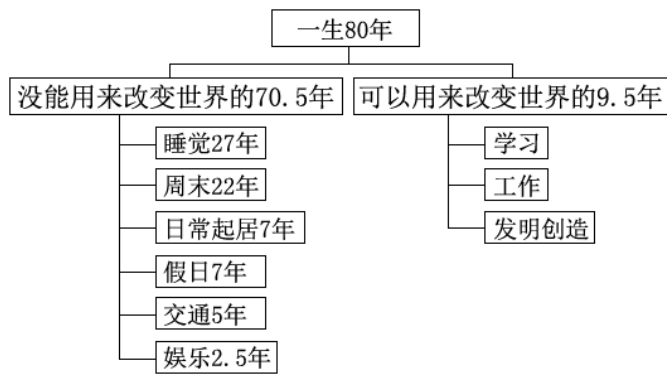 一生80年
没能用来改变世界的70.5年
可以用来改变世界的9.5年
睡觉27年
学习
周末22年
工作
日常起居7年
发明创造
假日7年
交通5年
娱乐2.5年